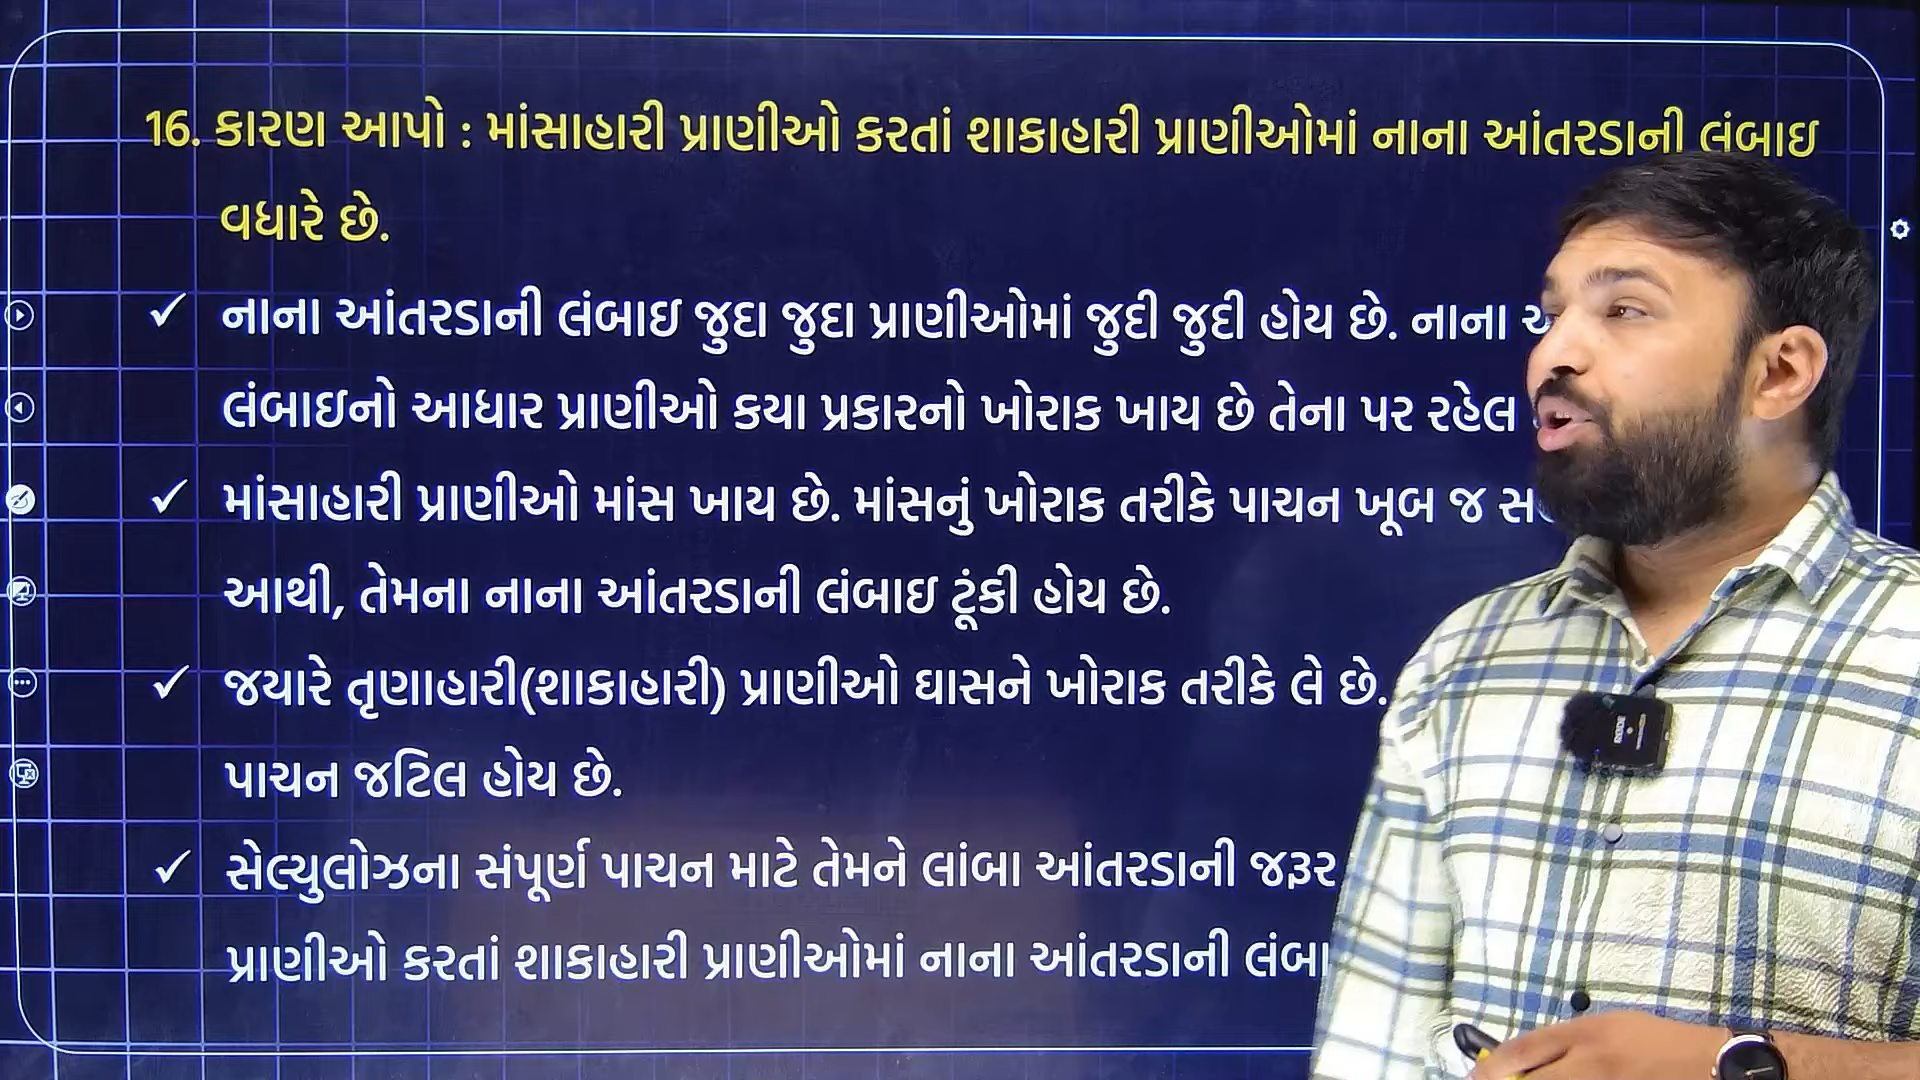 16. કારણ આપો : માંસાહારી પ્રાણીઓ કરતાં શાકાહારી પ્રાણીઓમાં નાના આંતરડાની લંબાઇ
વધારે છે.
✓ નાના આંતરડાની લંબાઇ જુદા જુદા પ્રાણીઓમાં જુદી જુદી હોય છે. નાના
લંબાઇનો આધાર પ્રાણીઓ કયા પ્રકારનો ખોરાક ખાય છે તેના પર રહેલ
✓ માંસાહારી પ્રાણીઓ માંસ ખાય છે. માંસનું ખોરાક તરીકે પાચન ખૂબ જ
આથી, તેમના નાના આંતરડાની લંબાઇ ટૂંકી હોય છે.
✓ જયારે તૃણાહારી(શાકાહારી) પ્રાણીઓ ઘાસને ખોરાક તરીકે લે છે.
પાચન જટિલ હોય છે.
✓ સેલ્યુલોઝના સંપૂર્ણ પાચન માટે તેમને લાંબા આંતરડાની જરૂર
પ્રાણીઓ કરતાં શાકાહારી પ્રાણીઓમાં નાના આંતરડાની
RODE